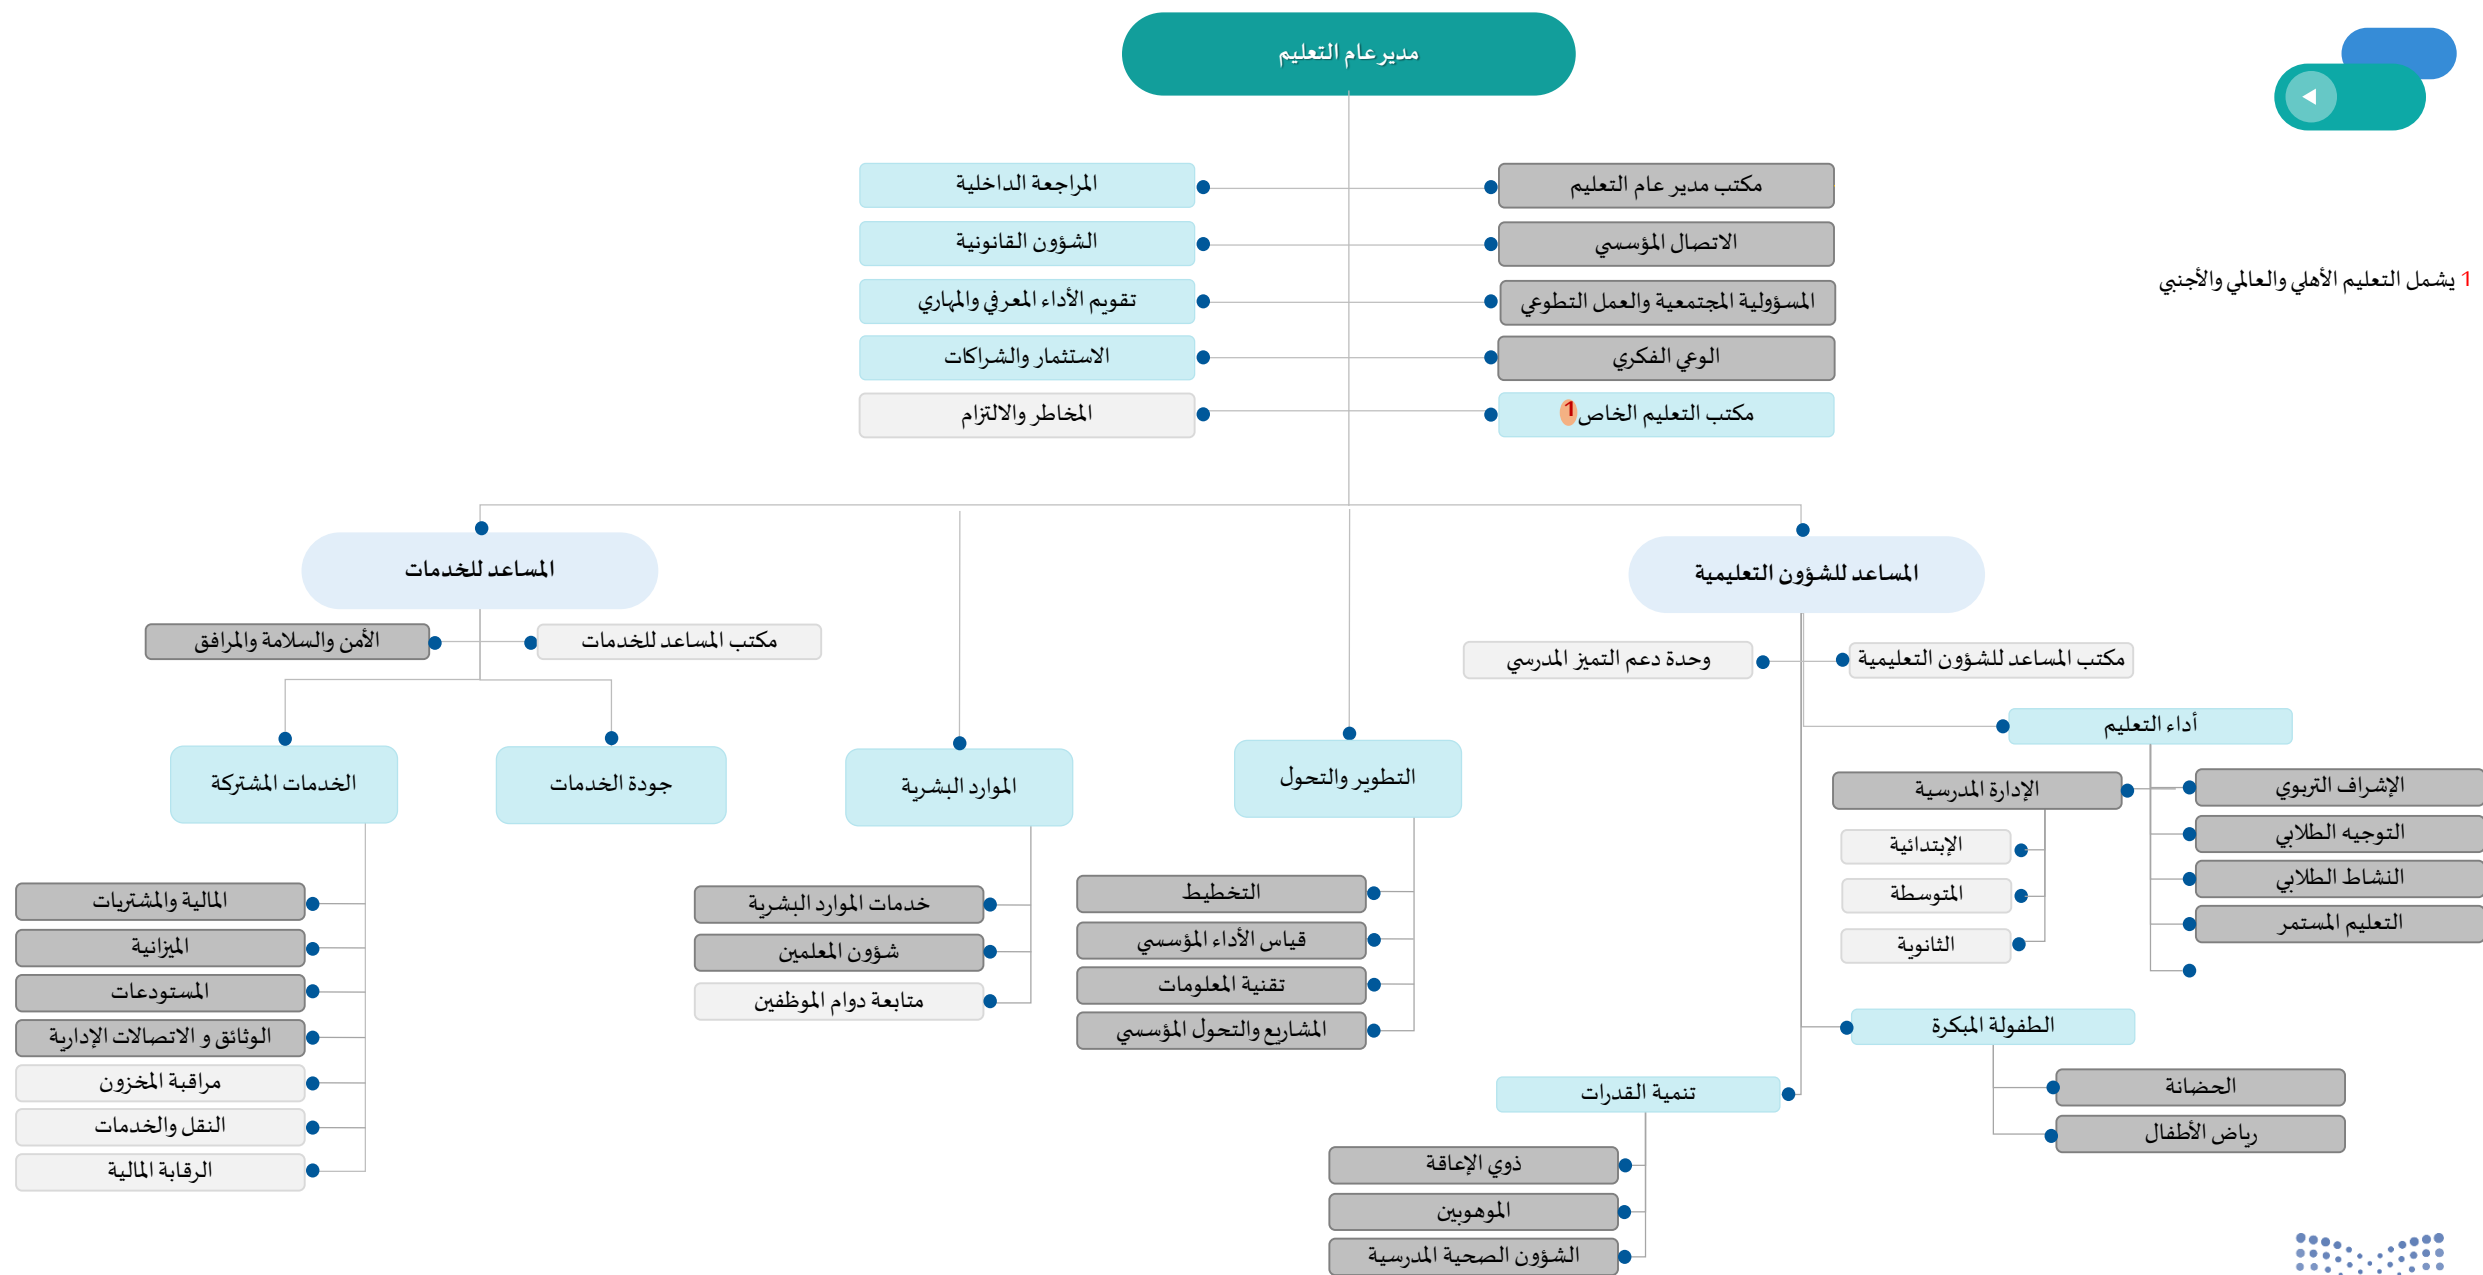 مدير عام التعليم
مكتب مدير عام التعليم
المراجعة الداخلية
الاتصال المؤسسي
الشؤون القانونية
1 يشمل التعليم الأهلي والعالمي والأجنبي
المسؤولية المجتمعية والعمل التطوعي
تقويم الأداء المعرفي والمهاري
الوعي الفكري
الاستثمار والشراكات
مكتب التعليم الخاص 1
المخاطر والالتزام
المساعد للشؤون التعليمية
المساعد للخدمات
مكتب المساعد للشؤون التعليمية
وحدة دعم التميز المدرسي
مكتب المساعد للخدمات
الأمن والسلامة والمرافق
أداء التعليم
الإشراف التربوي
التوجيه الطلابي
النشاط الطلابي
التعليم المستمر
الإدارة المدرسية
الإبتدائية
المتوسطة
الثانوية
الطفولة المبكرة
الحضانة
رياض الأطفال
تنمية القدرات
ذوي الإعاقة
الموهوبين
الشؤون الصحية المدرسية
التطوير والتحول
التخطيط
قياس الأداء المؤسسي
تقنية المعلومات
المشاريع والتحول المؤسسي
الموارد البشرية
خدمات الموارد البشرية
شؤون المعلمين
متابعة دوام الموظفين
جودة الخدمات
الخدمات المشتركة
المالية والمشتريات
الميزانية
المستودعات
الوثائق و الاتصالات الإدارية
مراقبة المخزون
النقل والخدمات
الرقابة المالية